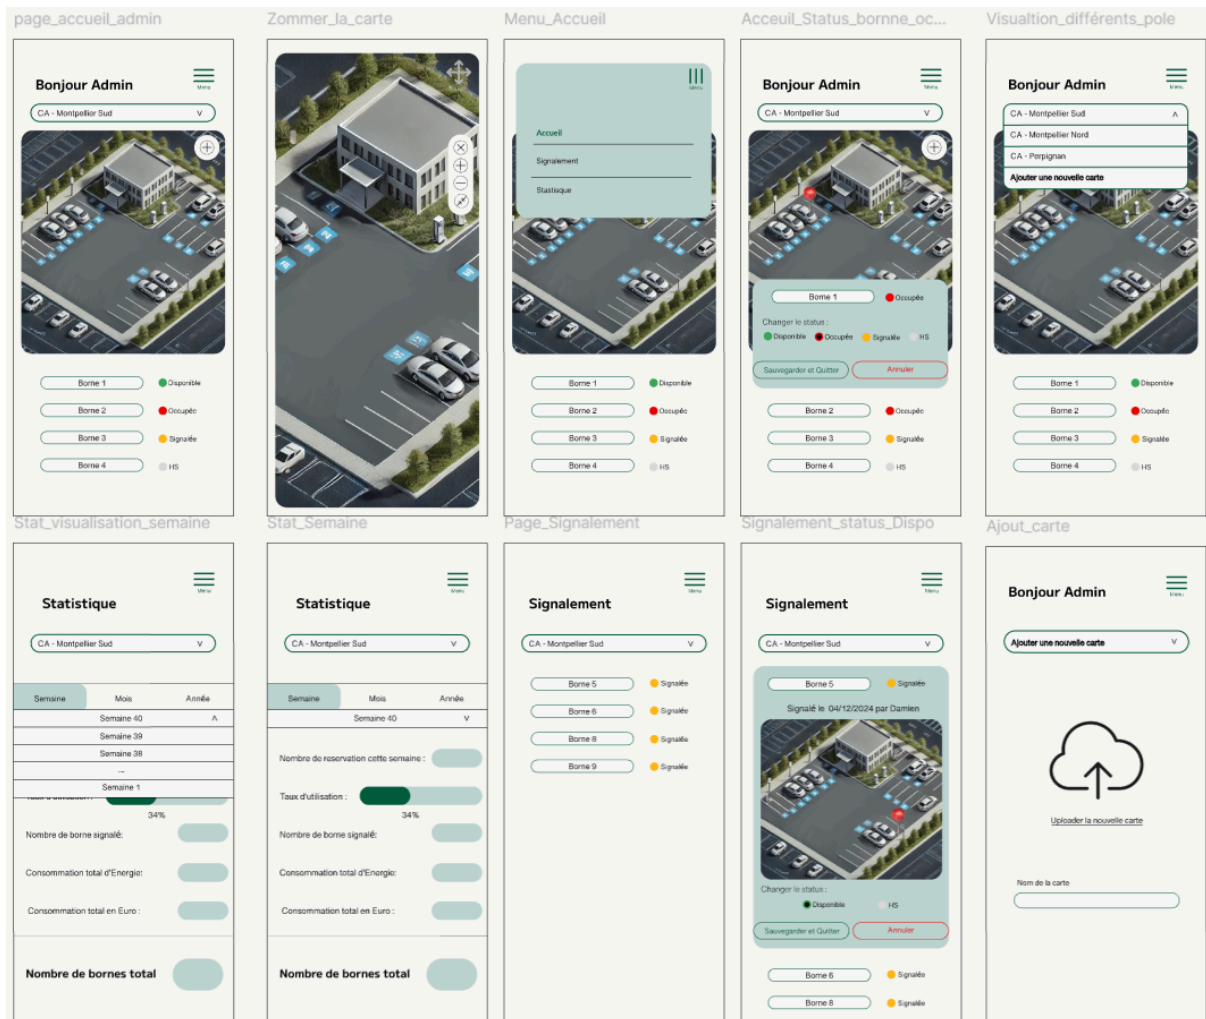 page_accueil_admin
Zommer_la_carte
Menu_Accueil
Acceuil_Status_bornne_oc...
Visualtion_différents_pole
Bonjour Admin
Menu
CA - Montpellier Sud
Borne 1
Disponible
Borne 2
Occupée
Borne 3
Signalée
Borne 4
HS
Menu
Accueil
Signalement
Stastisque
Borne 1
Disponible
Borne 2
Occupée
Borne 3
Signalée
Borne 4
HS
Bonjour Admin
Menu
CA - Montpellier Sud
Borne 1
Occupée
Changer le status :
Disponible
Occupée
Signalée
HS
Sauvegarder et Quitter
Annuler
Borne 2
Occupée
Borne 3
Signalée
Borne 4
HS
Bonjour Admin
Menu
CA - Montpellier Sud
CA - Montpellier Nord
CA - Perpignan
Ajouter une nouvelle carte
Borne 1
Disponible
Borne 2
Occupée
Borne 3
Signalée
Borne 4
HS
Stat_visualisation_semaine
Stat_Semaine
Page_Signalement
Signalement_status_Dispo
Ajout_carte
Menu
Statistique
CA - Montpellier Sud
Semaine Mois Année
Semaine 40
Semaine 39
Semaine 38
...
Semaine 1
34%
Nombre de borne signalé:
Consommation total d'Energie:
Consommation total en Euro :
Nombre de bornes total
Menu
Statistique
CA - Montpellier Sud
Semaine Mois Année
Semaine 40
Nombre de reservation cette semaine :
Taux d'utilisation :
34%
Nombre de borne signalé:
Consommation total d'Energie:
Consommation total en Euro :
Nombre de bornes total
Menu
Signalement
CA - Montpellier Sud
Borne 5
Signalée
Borne 6
Signalée
Borne 8
Signalée
Borne 9
Signalée
Menu
Signalement
CA - Montpellier Sud
Borne 5
Signalée
Signalé le 04/12/2024 par Damien
Changer le status :
Disponible
HS
Sauvegarder et Quitter
Annuler
Borne 6
Signalée
Borne 8
Signalée
Bonjour Admin
Menu
Ajouter une nouvelle carte
Uploader la nouvelle carte
Nom de la carte